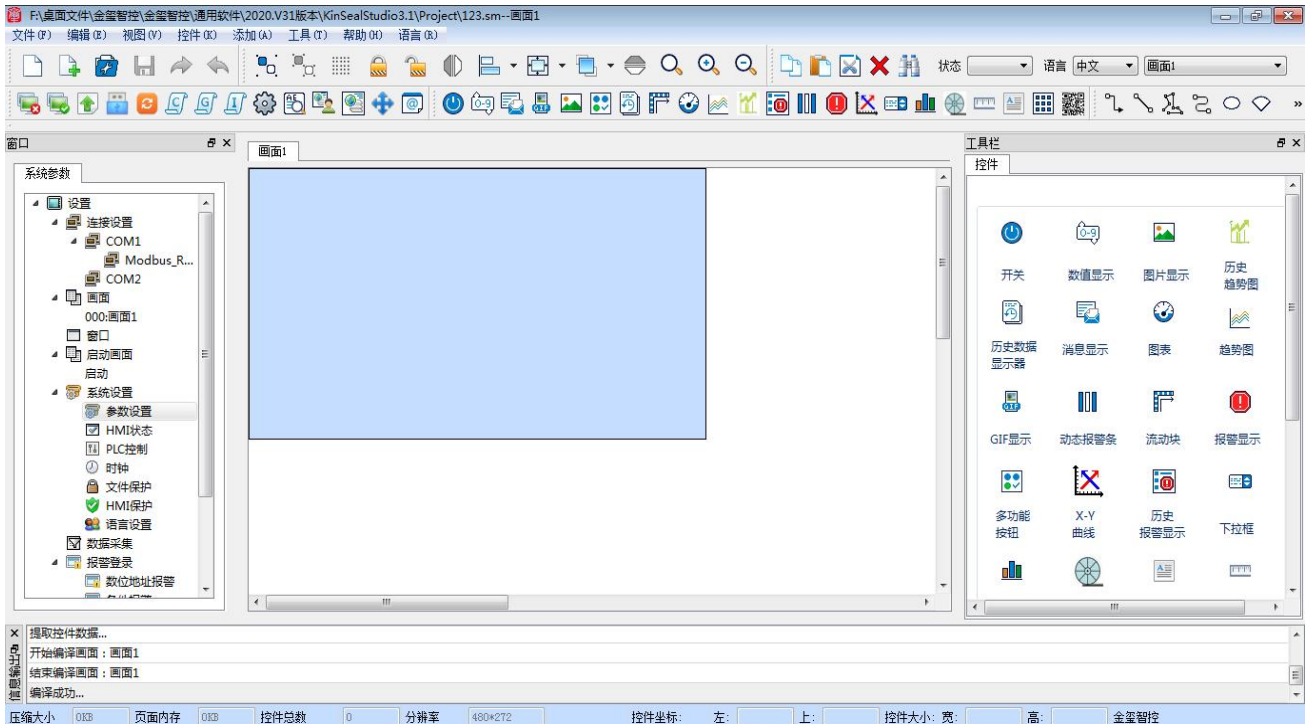 F:\桌面文件\金玺智控\金玺智控\通用软件\2020.V31版本\KinSealStudio3.1\Project\123.sm--画面1
文件(F) 编辑(E) 视图(V) 控件(K) 添加(A) 工具(T) 帮助(H) 语言(R)
状态 语言 中文 画面1
窗口
系统参数
设置
连接设置
COM1
Modbus_R...
COM2
画面
000:画面1
窗口
启动画面
启动
系统设置
参数设置
HMI状态
PLC控制
时钟
文件保护
HMI保护
语言设置
数据采集
报警登录
数位地址报警
画面1
工具栏
控件
开关 数值显示 图片显示 历史
趋势图
历史数据
显示器 消息显示 图表 趋势图
GIF显示 动态报警条 流动块 报警显示
多功能
按钮 X-Y
曲线 历史
报警显示 下拉框
提取控件数据...
开始编译画面：画面1
结束编译画面：画面1
编译成功...
压缩大小 0KB 页面内存 0KB 控件总数 0 分辨率 480*272 控件坐标: 左: 上: 控件大小: 宽: 高: 金玺智控